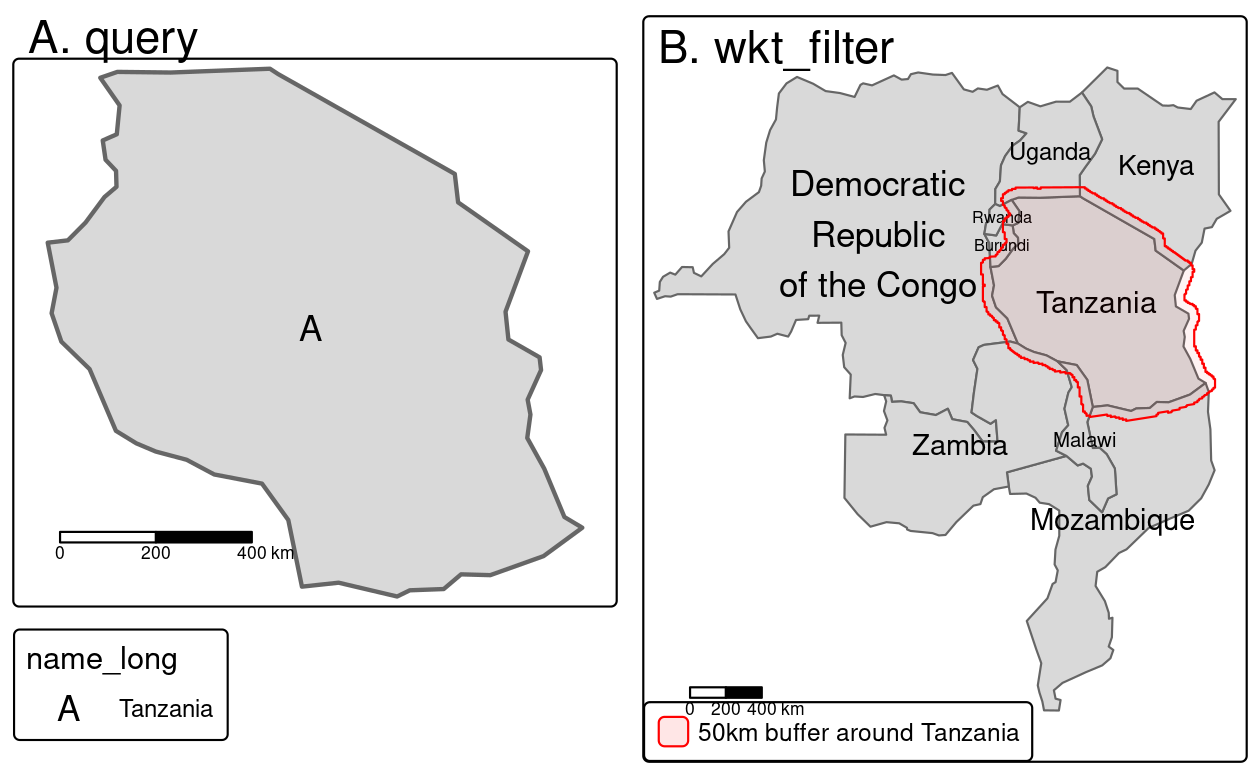 A. query
A
0 200 400 km
name_long
A Tanzania
B. wkt_filter
Uganda
Kenya
Democratic
Republic
of the Congo
Rwanda
Burundi
Tanzania
Zambia
Malawi
Mozambique
0 200 400 km
50km buffer around Tanzania